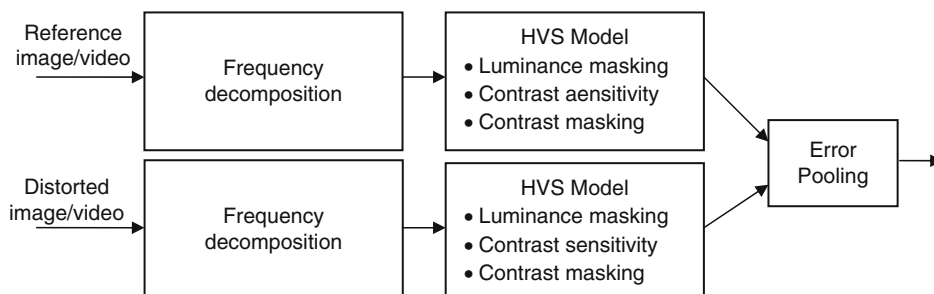 Reference
image/video
Frequency
decomposition
HVS Model
• Luminance masking
• Contrast aensitivity
• Contrast masking
Distorted
image/video
Frequency
decomposition
HVS Model
• Luminance masking
• Contrast sensitivity
• Contrast masking
Error
Pooling